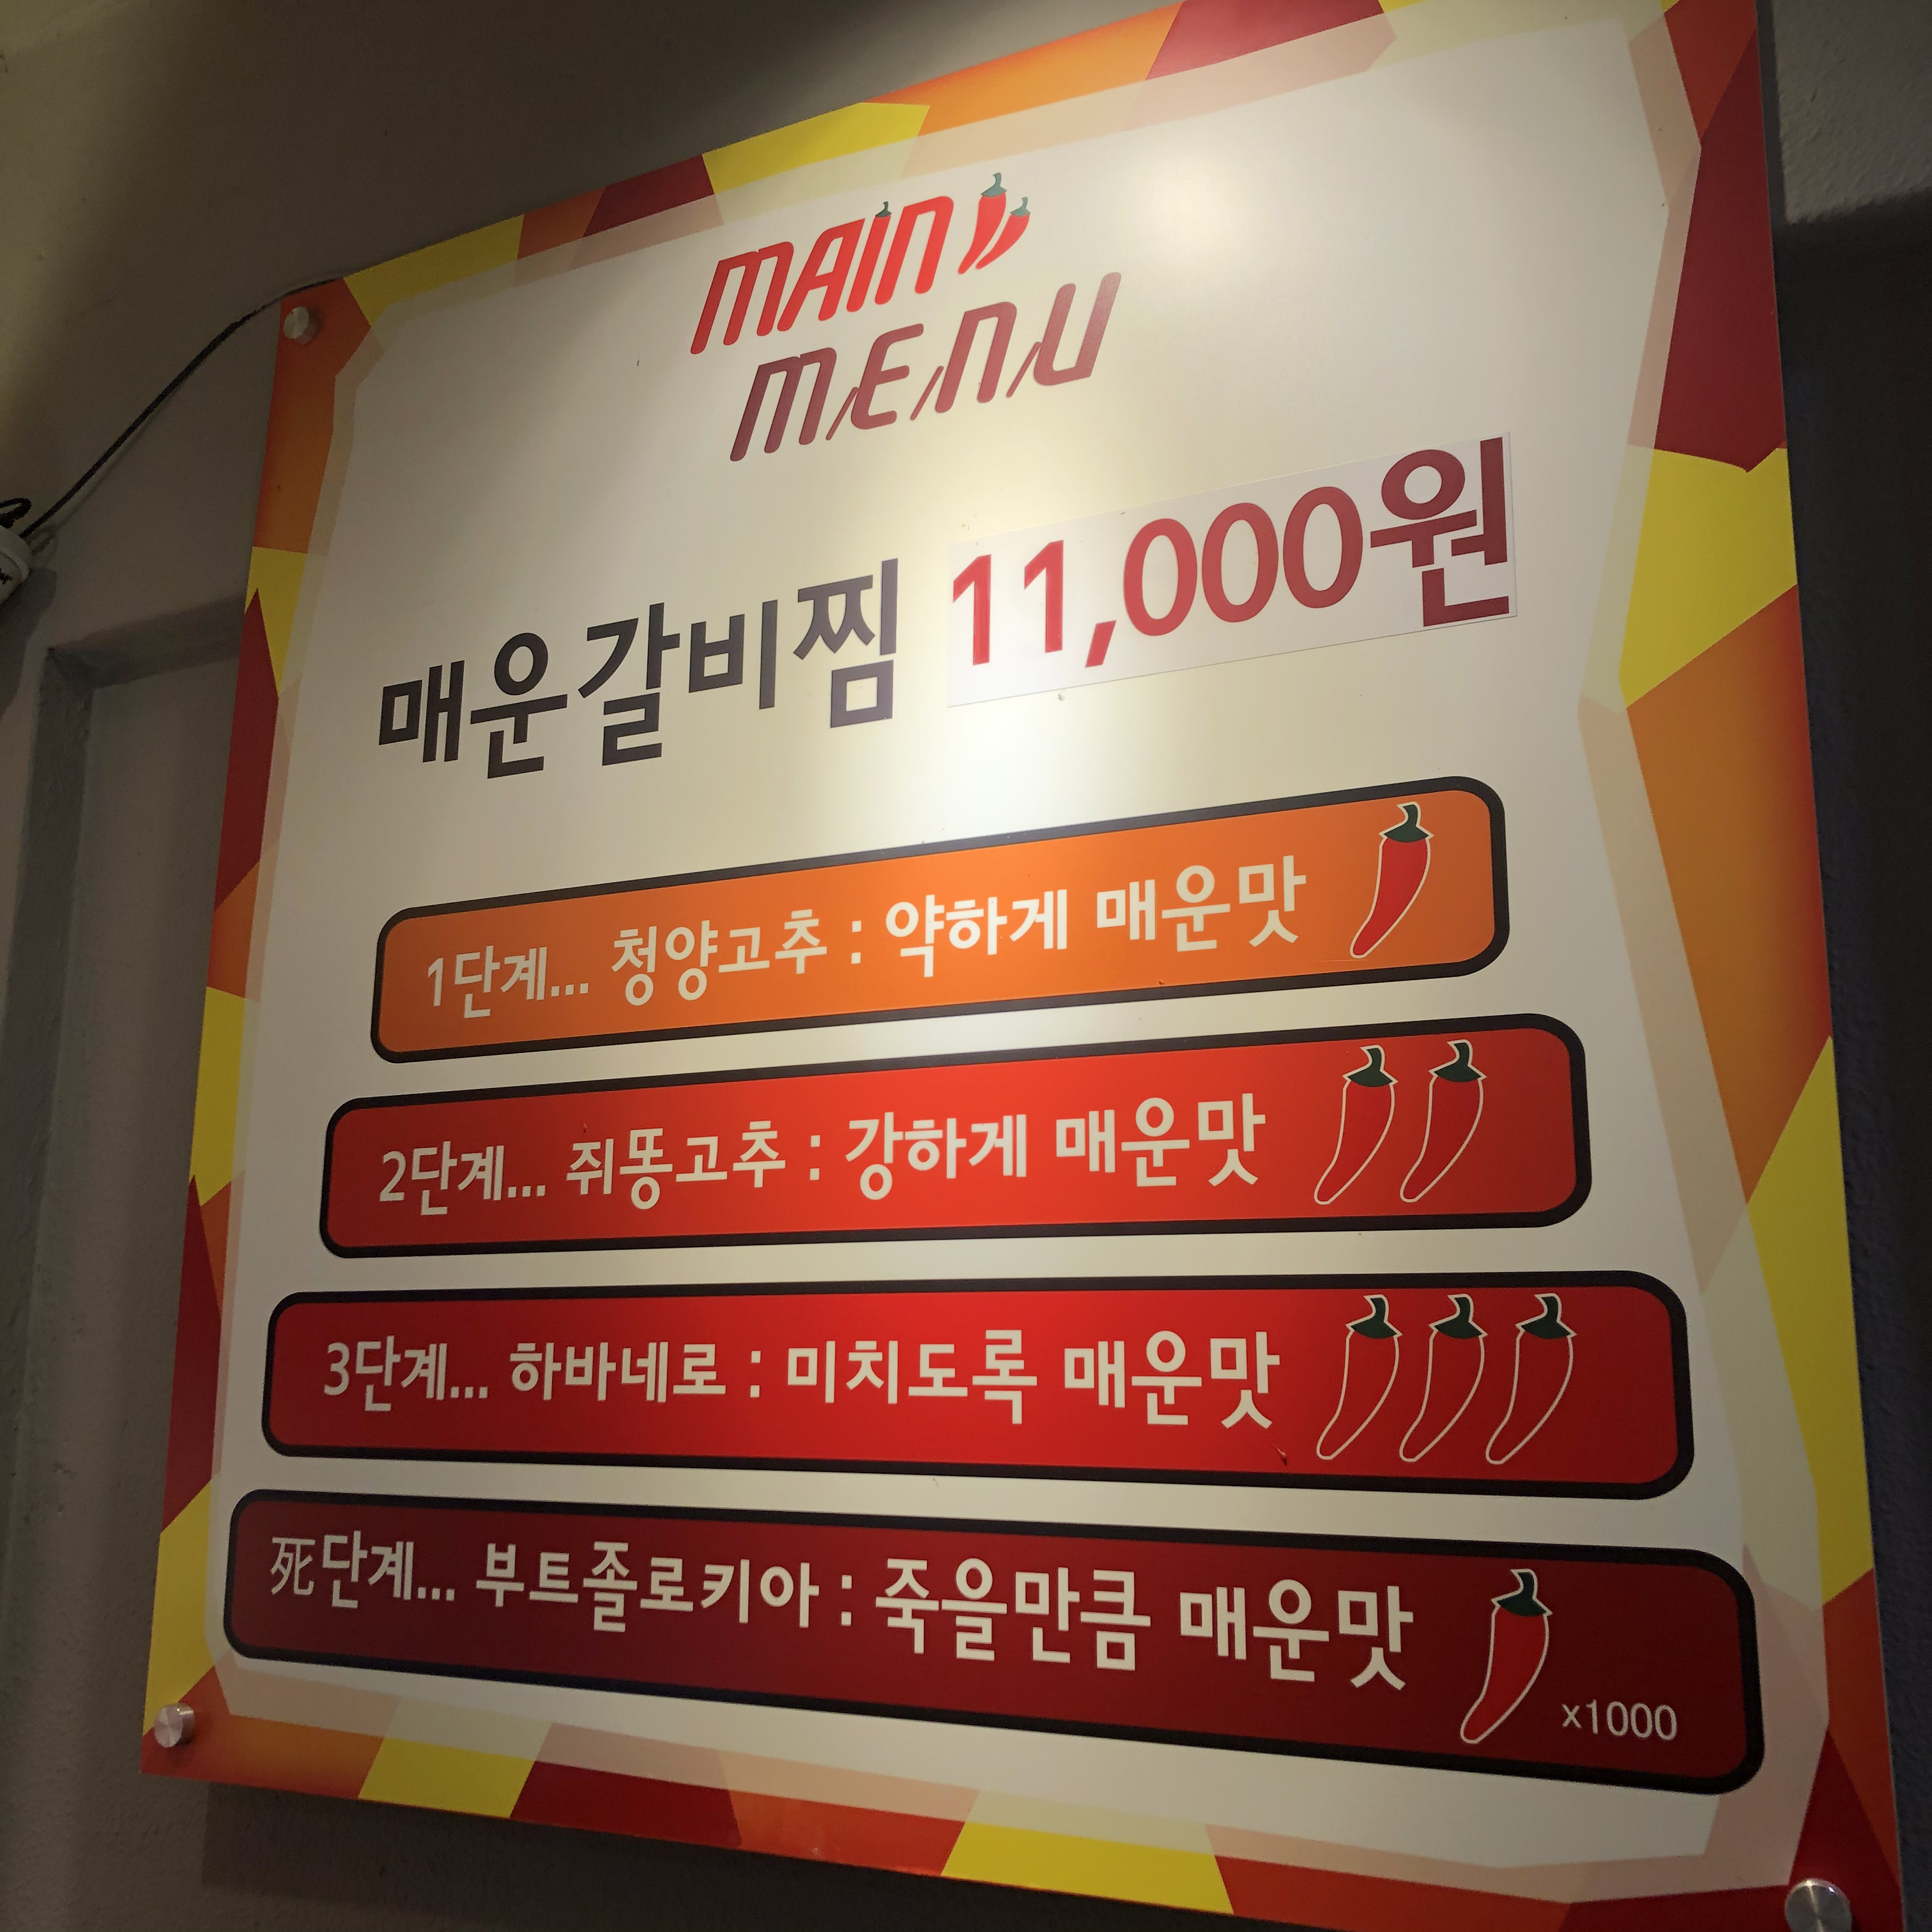 MAIN
MENU
매운갈비찜 11,000원
1단계... 청양고추 : 약하게 매운맛
2단계... 쥐똥고추 : 강하게 매운맛
3단계... 하바네로 : 미치도록 매운맛
死단계... 부트졸로키아 : 죽을만큼 매운맛
x1000